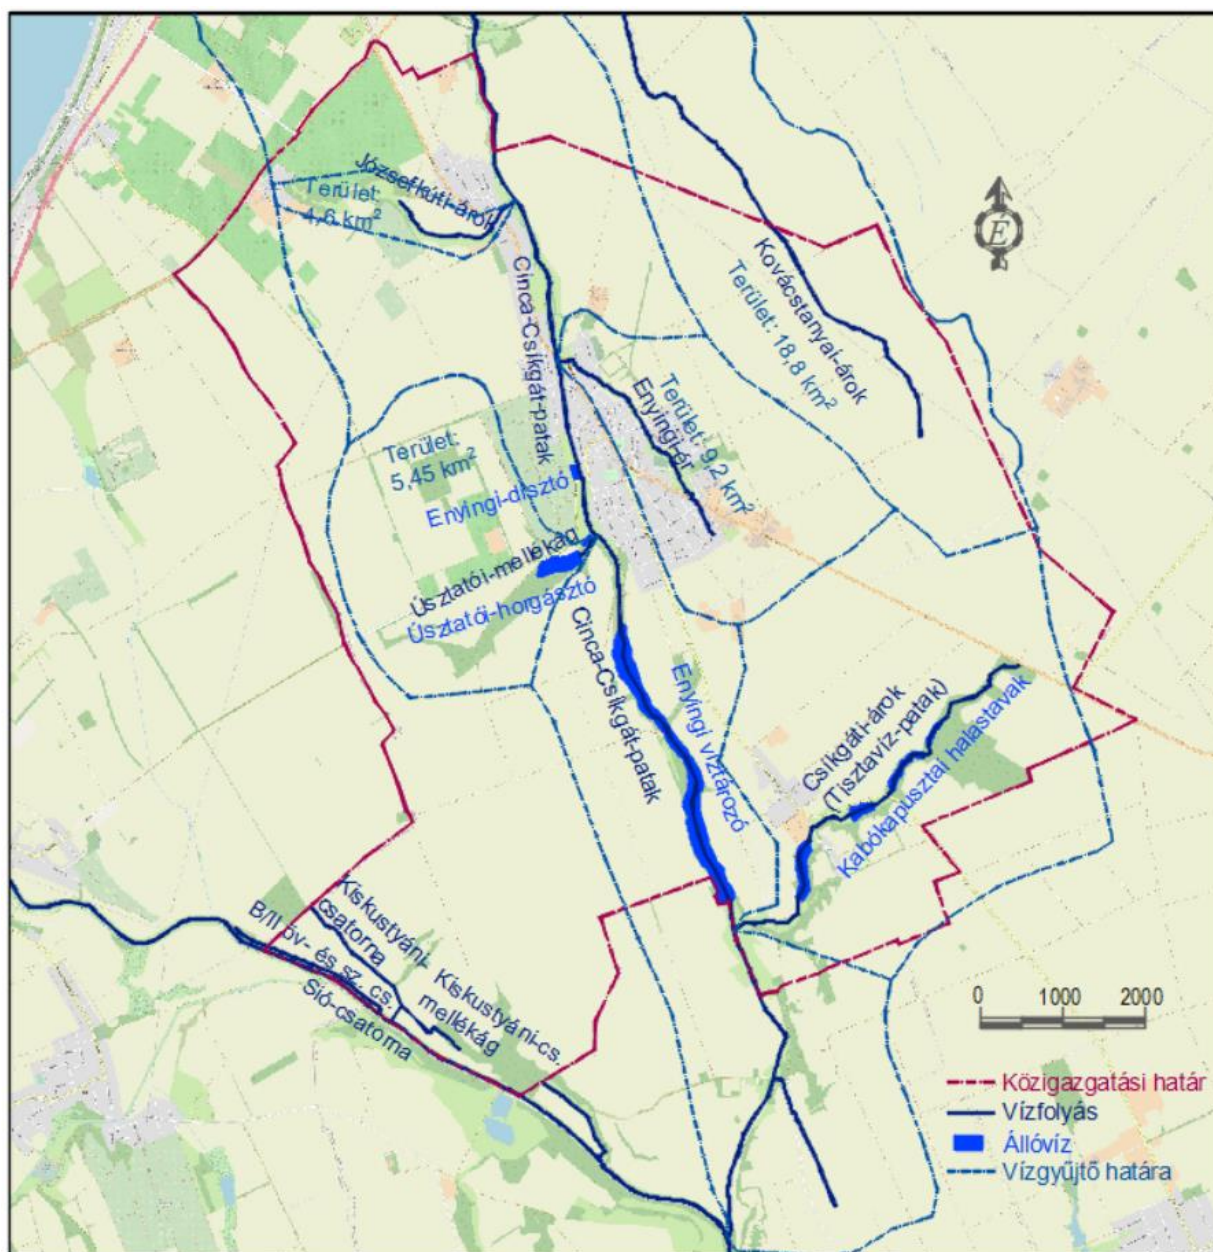 Józsefkúti-árok
Terület:
4,6 km²
É
Kovácstanyai-árok
Terület: 18,8 km²
Cinca-Csíkgát-patak
Terület: 9,2 km²
Enyingi-ér
Terület:
5,45 km²
Enyingi-dísztó
Úsztatói-mellékág
Úsztatói-horgásztó
Cinca-Csíkgát-patak
Enyingi víztározó
Csíkgáti-árok
(Tisztavíz-patak)
Kabókapusztai halastavak
Kiskustyáni-
csatorna
B/II öv- és sz. cs.
Sió-csatorna
Kiskustyáni-cs.
mellékág
0 1000 2000
Közigazgatási határ
Vízfolyás
Állóvíz
Vízgyűjtő határa